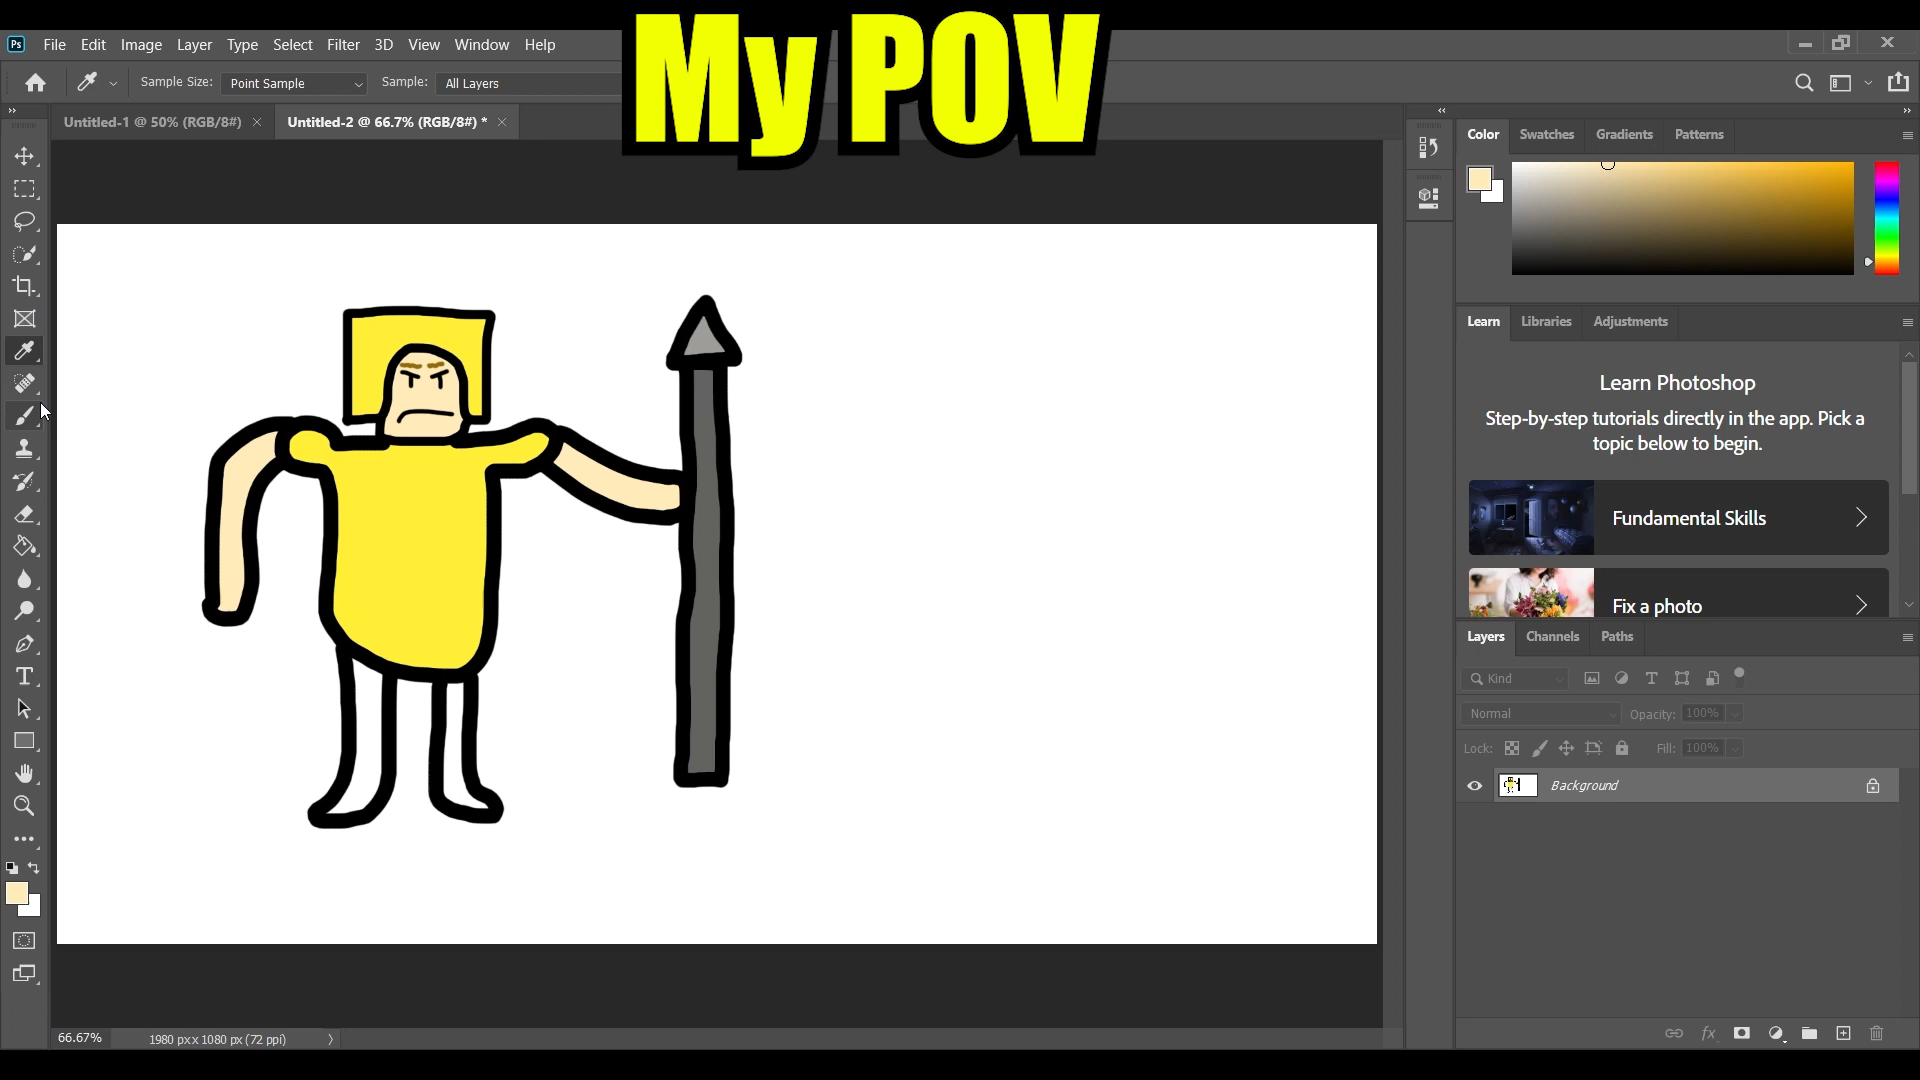 My POV
Ps File Edit Image Layer Type Select Filter 3D View Window Help
Sample Size: Point Sample Sample: All Layers
Untitled-1 @ 50% (RGB/8#) Untitled-2 @ 66.7% (RGB/8#) *
Color Swatches Gradients Patterns
Learn Libraries Adjustments
Learn Photoshop
Step-by-step tutorials directly in the app. Pick a
topic below to begin.
Fundamental Skills
Fix a photo
Layers Channels Paths
Kind
Normal Opacity: 100%
Lock: Fill: 100%
Background
66.67% 1980 px x 1080 px (72 ppi)